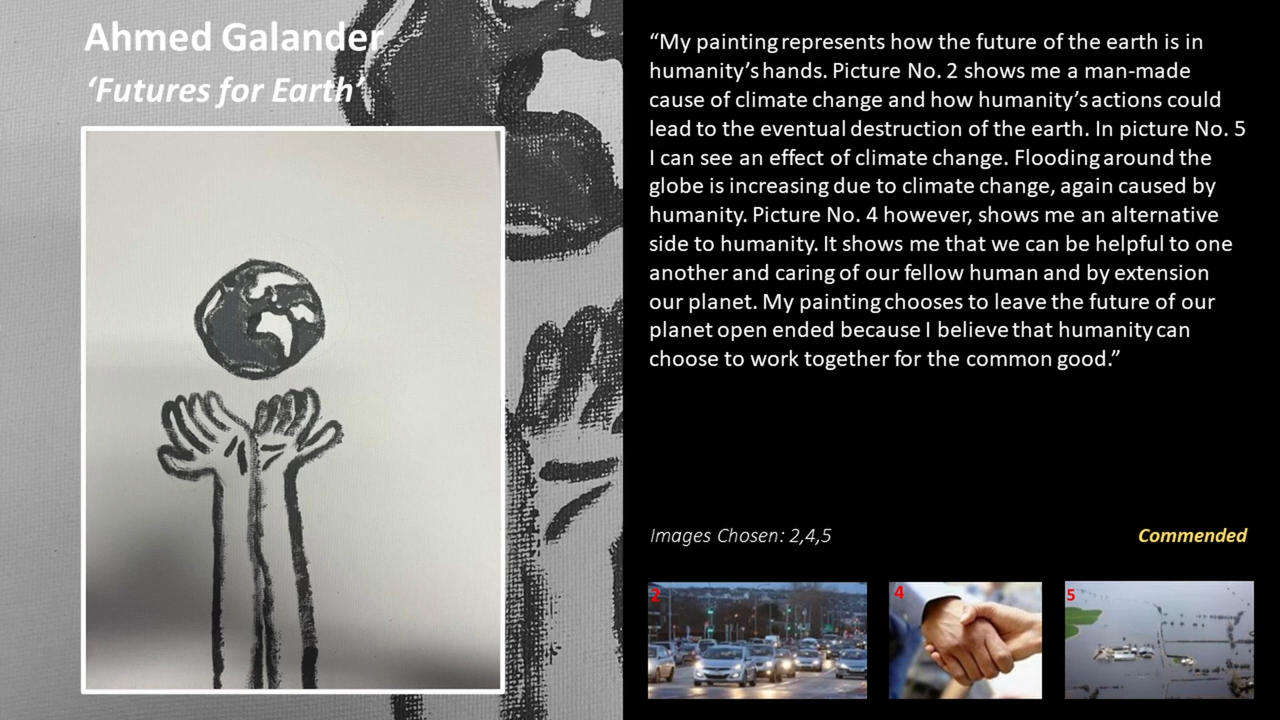 Ahmed Galander
‘Futures for Earth’
“My painting represents how the future of the earth is in
humanity’s hands. Picture No. 2 shows me a man-made
cause of climate change and how humanity’s actions could
lead to the eventual destruction of the earth. In picture No. 5
I can see an effect of climate change. Flooding around the
globe is increasing due to climate change, again caused by
humanity. Picture No. 4 however, shows me an alternative
side to humanity. It shows me that we can be helpful to one
another and caring of our fellow human and by extension
our planet. My painting chooses to leave the future of our
planet open ended because I believe that humanity can
choose to work together for the common good.”
Images Chosen: 2,4,5
Commended
2
4
5